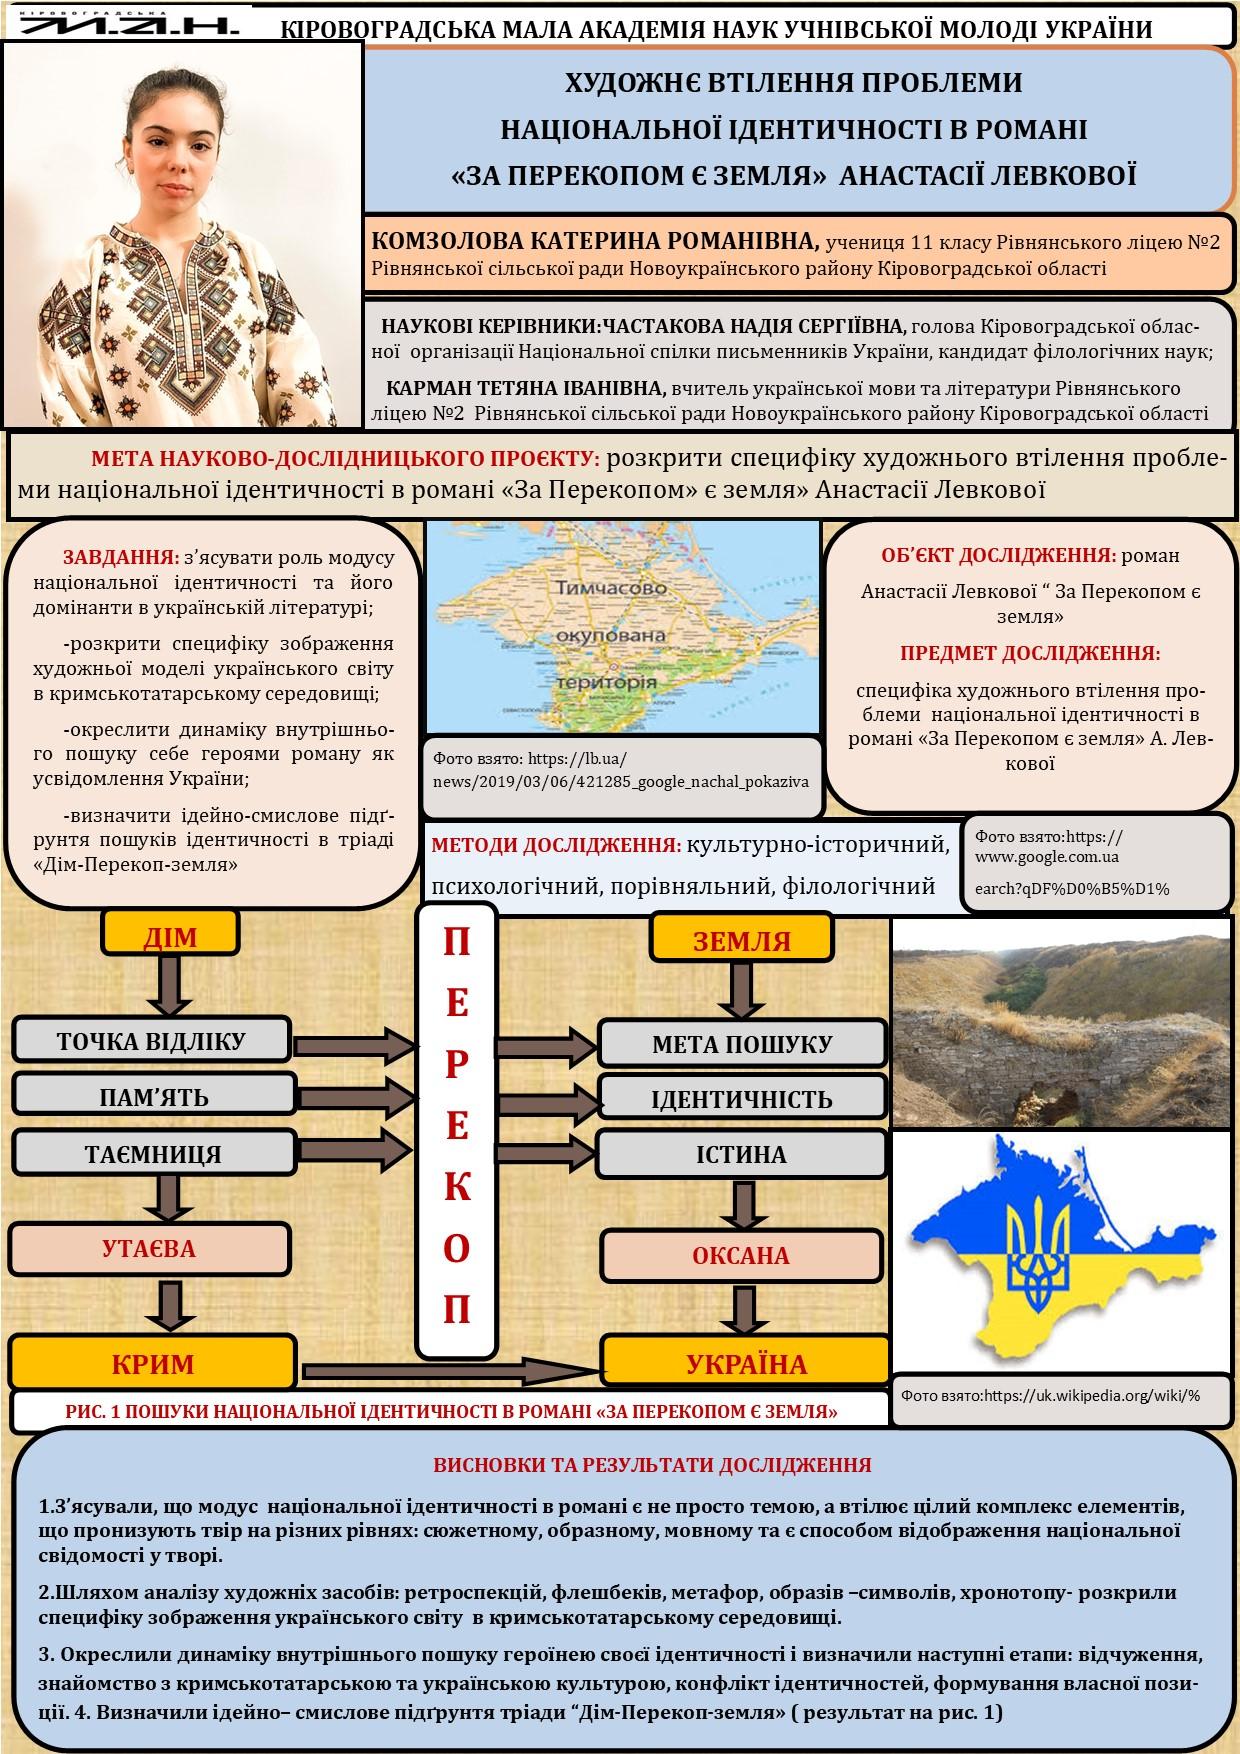 КІРОВОГРАДСЬКА
М.А.Н.
КІРОВОГРАДСЬКА МАЛА АКАДЕМІЯ НАУК УЧНІВСЬКОЇ МОЛОДІ УКРАЇНИ
ХУДОЖНЄ ВТІЛЕННЯ ПРОБЛЕМИ
НАЦІОНАЛЬНОЇ ІДЕНТИЧНОСТІ В РОМАНІ
«ЗА ПЕРЕКОПОМ Є ЗЕМЛЯ» АНАСТАСІЇ ЛЕВКОВОЇ
КОМЗОЛОВА КАТЕРИНА РОМАНІВНА, учениця 11 класу Рівнянського ліцею №2
Рівнянської сільської ради Новоукраїнського району Кіровоградської області
НАУКОВІ КЕРІВНИКИ:ЧАСТАКОВА НАДІЯ СЕРГІЇВНА, голова Кіровоградської облас-
ної організації Національної спілки письменників України, кандидат філологічних наук;
КАРМАН ТЕТЯНА ІВАНІВНА, вчитель української мови та літератури Рівнянського
ліцею №2 Рівнянської сільської ради Новоукраїнського району Кіровоградської області
МЕТА НАУКОВО-ДОСЛІДНИЦЬКОГО ПРОЄКТУ: розкрити специфіку художнього втілення пробле-
ми національної ідентичності в романі «За Перекопом» є земля» Анастасії Левкової
ЗАВДАННЯ: з’ясувати роль модусу
національної ідентичності та його
домінанти в українській літературі;
-розкрити специфіку зображення
художньої моделі українського світу
в кримськотатарському середовищі;
-окреслити динаміку внутрішньо-
го пошуку себе героями роману як
усвідомлення України;
-визначити ідейно-смислове підґ-
рунтя пошуків ідентичності в тріаді
«Дім-Перекоп-земля»
Тимчасово
окупована
територія
Фото взято: https://lb.ua/
news/2019/03/06/421285_google_nachal_pokaziva
ОБ’ЄКТ ДОСЛІДЖЕННЯ: роман
Анастасії Левкової “ За Перекопом є
земля»
ПРЕДМЕТ ДОСЛІДЖЕННЯ:
специфіка художнього втілення про-
блеми національної ідентичності в
романі «За Перекопом є земля» А. Лев-
кової
МЕТОДИ ДОСЛІДЖЕННЯ: культурно-історичний,
психологічний, порівняльний, філологічний
Фото взято:https://
www.google.com.ua
earch?qDF%D0%B5%D1%
ДІМ
ТОЧКА ВІДЛІКУ
ПАМ’ЯТЬ
ТАЄМНИЦЯ
УТАЄВА
КРИМ
П
Е
Р
Е
К
О
П
ЗЕМЛЯ
МЕТА ПОШУКУ
ІДЕНТИЧНІСТЬ
ІСТИНА
ОКСАНА
УКРАЇНА
Фото взято:https://uk.wikipedia.org/wiki/%
РИС. 1 ПОШУКИ НАЦІОНАЛЬНОЇ ІДЕНТИЧНОСТІ В РОМАНІ «ЗА ПЕРЕКОПОМ Є ЗЕМЛЯ»
ВИСНОВКИ ТА РЕЗУЛЬТАТИ ДОСЛІДЖЕННЯ
1.З’ясували, що модус національної ідентичності в романі є не просто темою, а втілює цілий комплекс елементів,
що пронизують твір на різних рівнях: сюжетному, образному, мовному та є способом відображення національної
свідомості у творі.
2.Шляхом аналізу художніх засобів: ретроспекцій, флешбеків, метафор, образів –символів, хронотопу- розкрили
специфіку зображення українського світу в кримськотатарському середовищі.
3. Окреслили динаміку внутрішнього пошуку героїнею своєї ідентичності і визначили наступні етапи: відчуження,
знайомство з кримськотатарською та українською культурою, конфлікт ідентичностей, формування власної пози-
ції. 4. Визначили ідейно– смислове підґрунтя тріади “Дім-Перекоп-земля» ( результат на рис. 1)